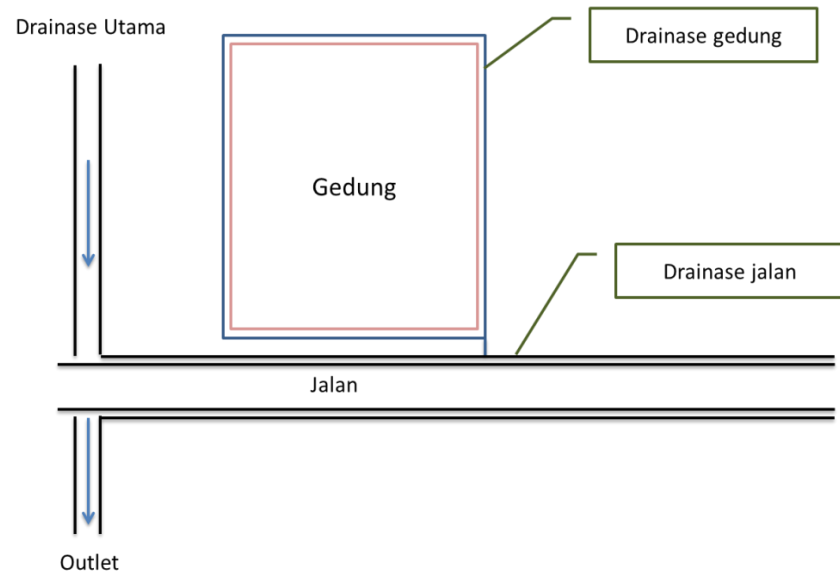 Drainase Utama
Drainase gedung
Gedung
Drainase jalan
Jalan
Outlet